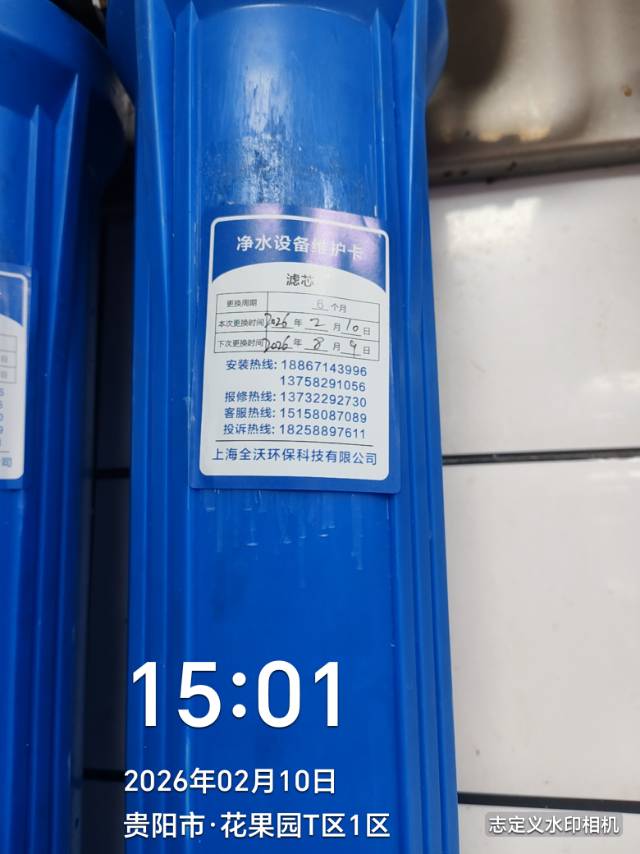 净水设备维护卡
滤芯
更换周期 6 个月
本次更换时间 2026 年 2 月 10 日
下次更换时间 2026 年 8 月 9 日
安装热线: 18867143996
13758291056
报修热线: 13732292730
客服热线: 15158087089
投诉热线: 18258897611
上海全沃环保科技有限公司
15:01
2026年02月10日
贵阳市·花果园T区1区
志定义水印相机